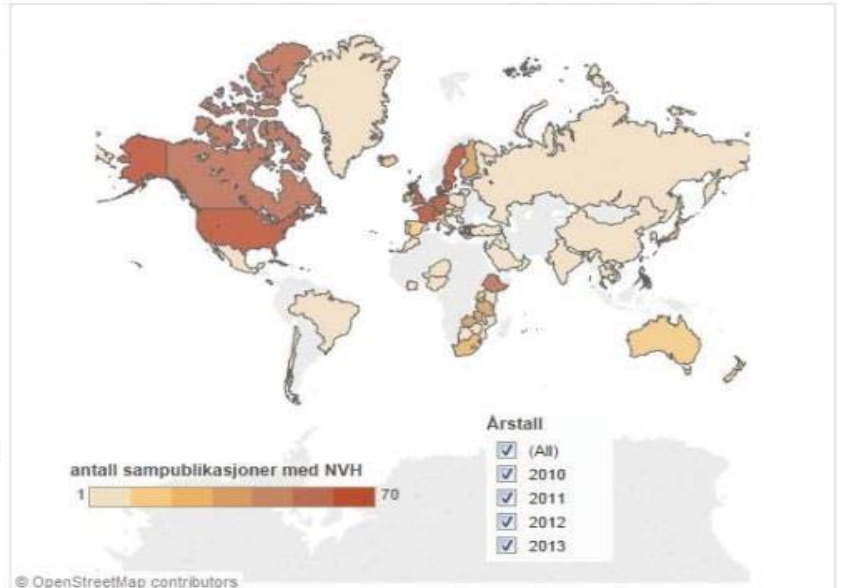 Årstall
(All)
2010
2011
2012
2013
antall sampublikasjoner med NVH
1 70
© OpenStreetMap contributors